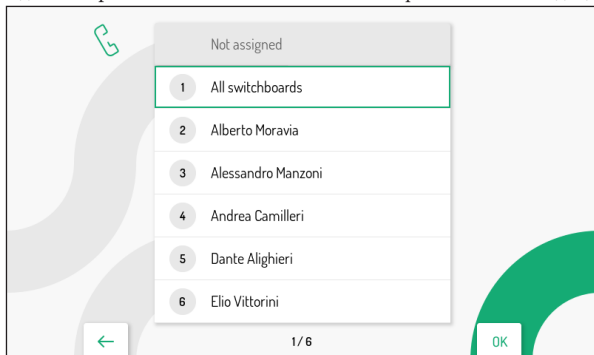 Not assigned
1 All switchboards
2 Alberto Moravia
3 Alessandro Manzoni
4 Andrea Camilleri
5 Dante Alighieri
6 Elio Vittorini
1/6
OK